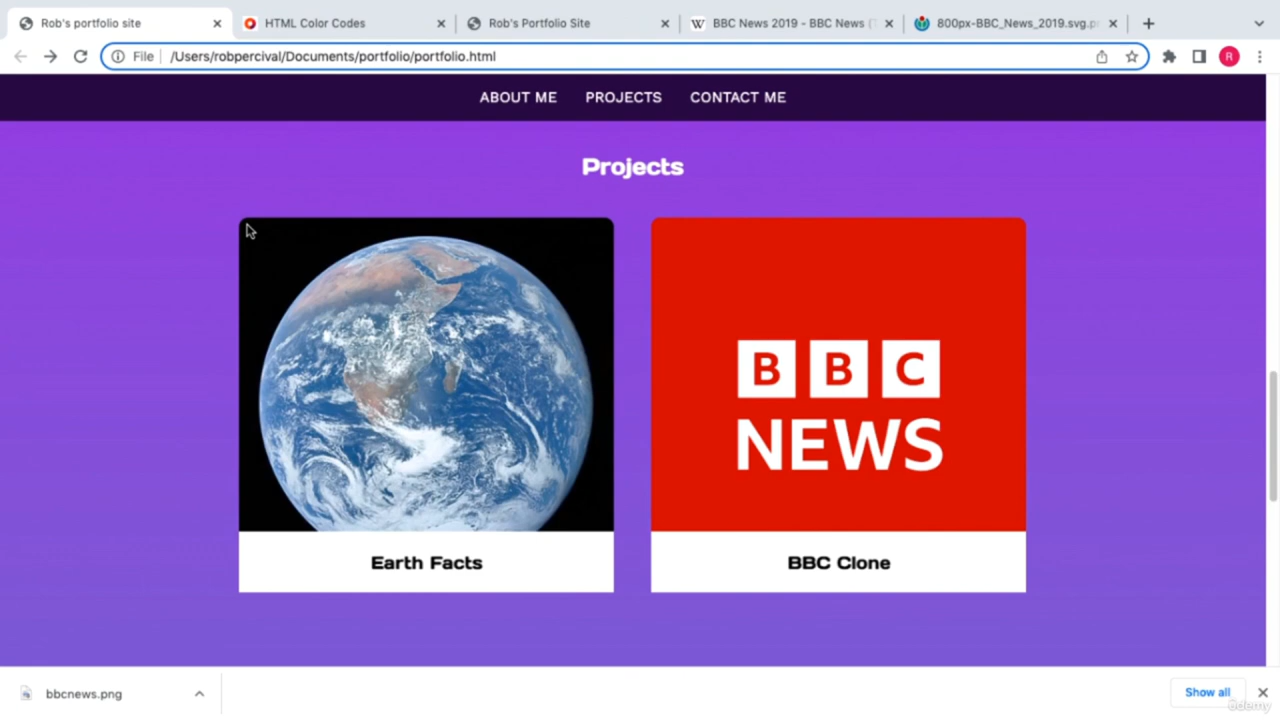 Rob's portfolio site
HTML Color Codes
Rob's Portfolio Site
BBC News 2019 - BBC News (T
800px-BBC_News_2019.svg.p
File
/Users/robpercival/Documents/portfolio/portfolio.html
R
ABOUT ME
PROJECTS
CONTACT ME
Projects
B B C
NEWS
Earth Facts
BBC Clone
bbcnews.png
Show all
ûdemy